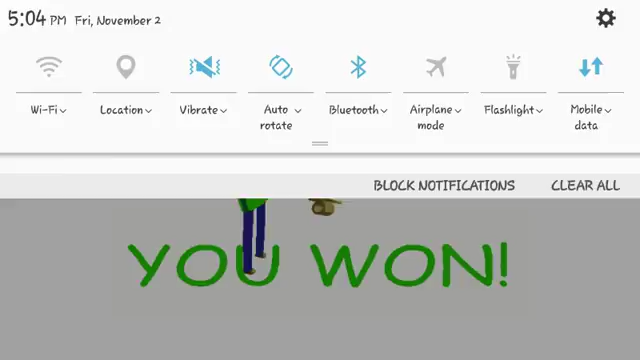 5:04 PM Fri, November 2
Wi-Fi Location Vibrate Auto rotate Bluetooth Airplane mode Flashlight Mobile data
BLOCK NOTIFICATIONS CLEAR ALL
YOU WON!